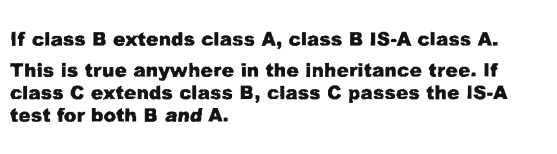 If class B extends class A, class B IS-A class A.
This is true anywhere in the inheritance tree. If
class C extends class B, class C passes the IS-A
test for both B and A.